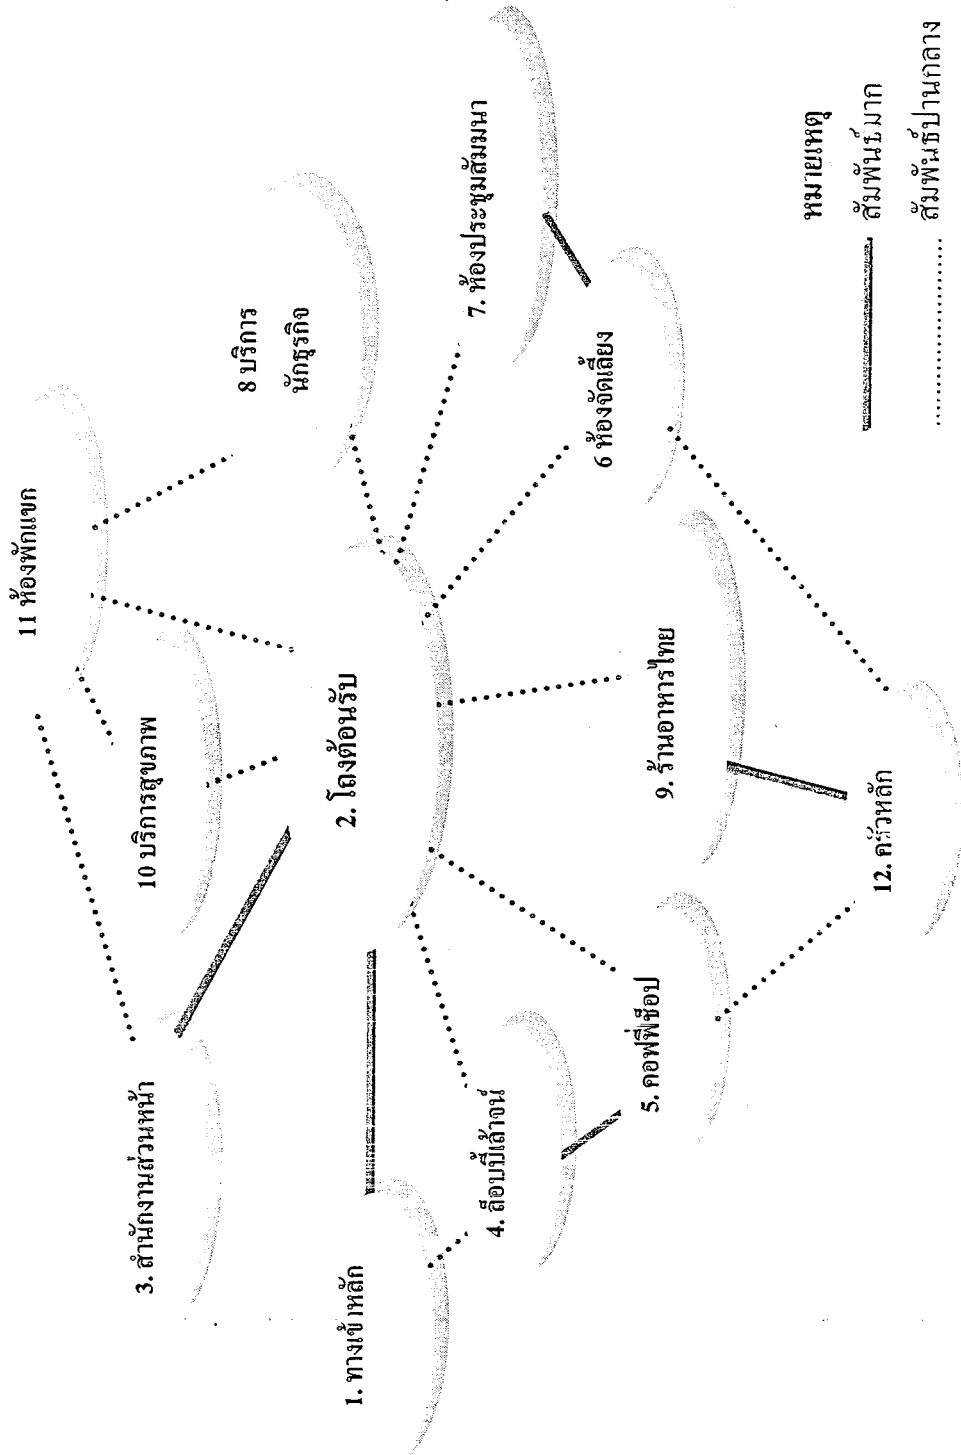 11 ห้องพักแขก
3. สำนักงานส่วนหน้า
10 บริการสุขภาพ
8 บริการ
นักธุรกิจ
1. ทางเข้าหลัก
2. โถงต้อนรับ
7. ห้องประชุมสัมมนา
4. ล็อบบี้เล้าจน์
6 ห้องจัดเลี้ยง
5. คอฟฟี่ช็อป
9. ร้านอาหารไทย
12. ครัวหลัก
หมายเหตุ
สัมพันธ์มาก
สัมพันธ์ปานกลาง